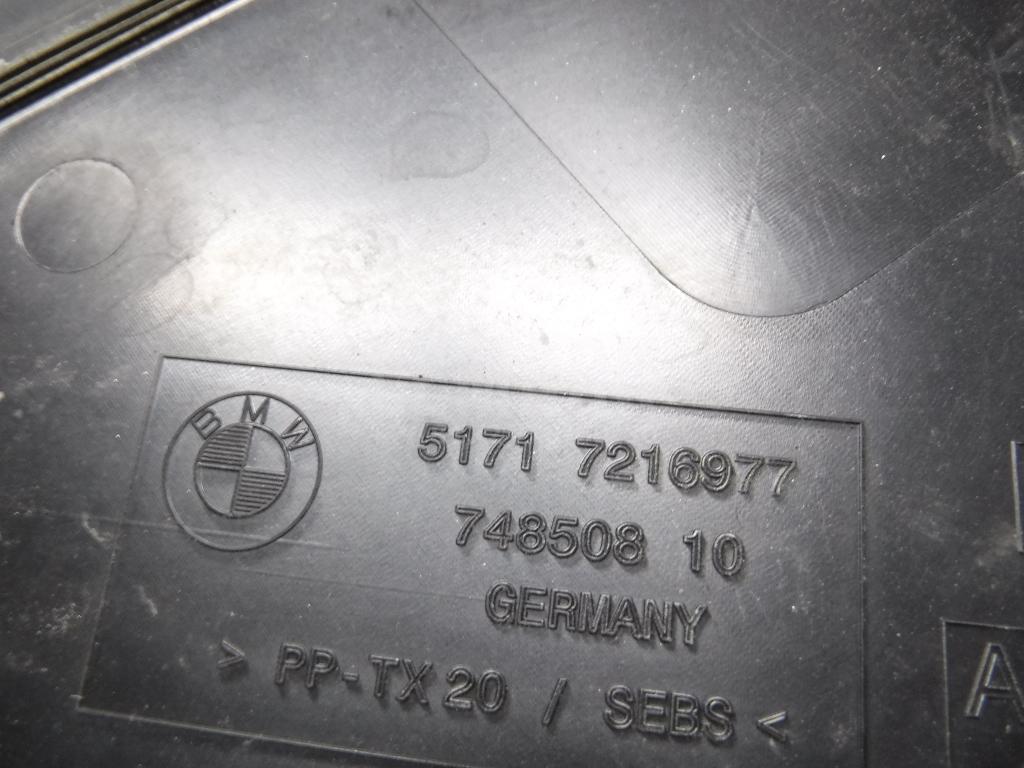 BMW
5171 7216977
748508 10
GERMANY
> PP-TX20 / SEBS <
A